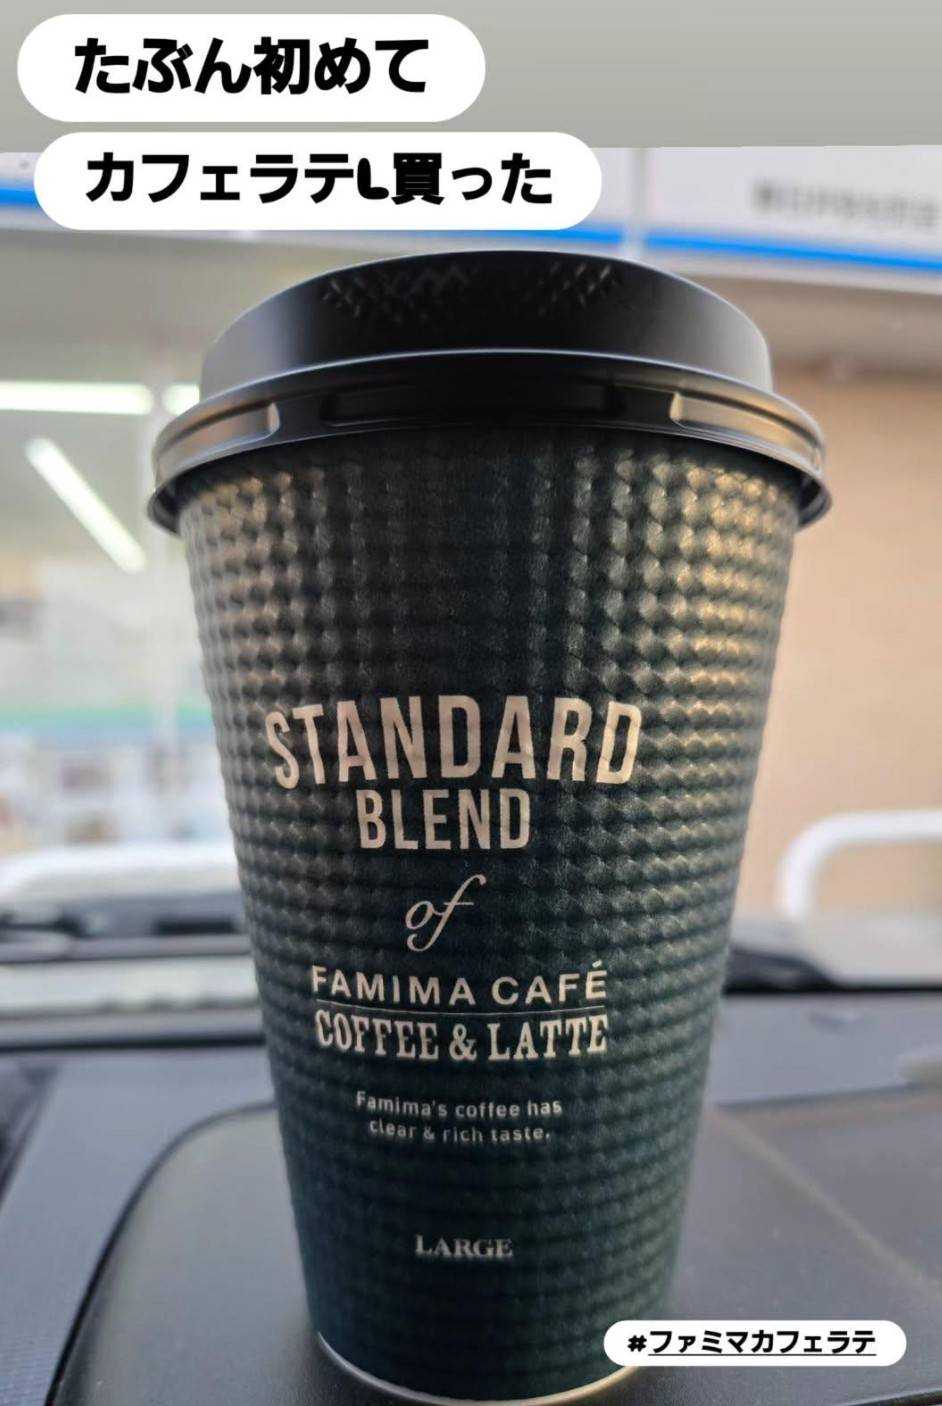 たぶん初めて
カフェラテL買った
STANDARD
BLEND
of
FAMIMA CAFÉ
COFFEE & LATTE
Famima's coffee has
clear & rich taste.
LARGE
#ファミマカフェラテ